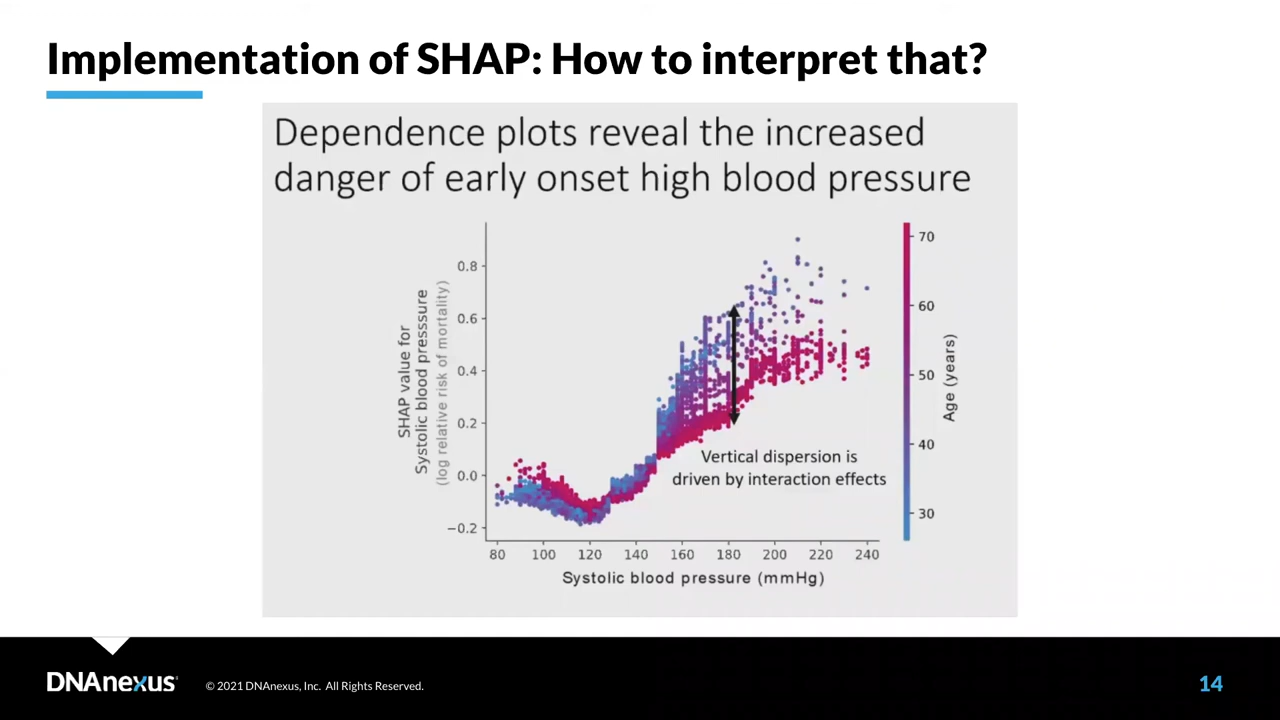 Implementation of SHAP: How to interpret that?
Dependence plots reveal the increased
danger of early onset high blood pressure
SHAP value for
Systolic blood presssure
(log relative risk of mortality)
0.8
0.6
0.4
0.2
0.0
−0.2
80 100 120 140 160 180 200 220 240
Systolic blood pressure (mmHg)
Vertical dispersion is
driven by interaction effects
70
60
50
40
30
Age (years)
DNAnexus
© 2021 DNAnexus, Inc. All Rights Reserved.
14